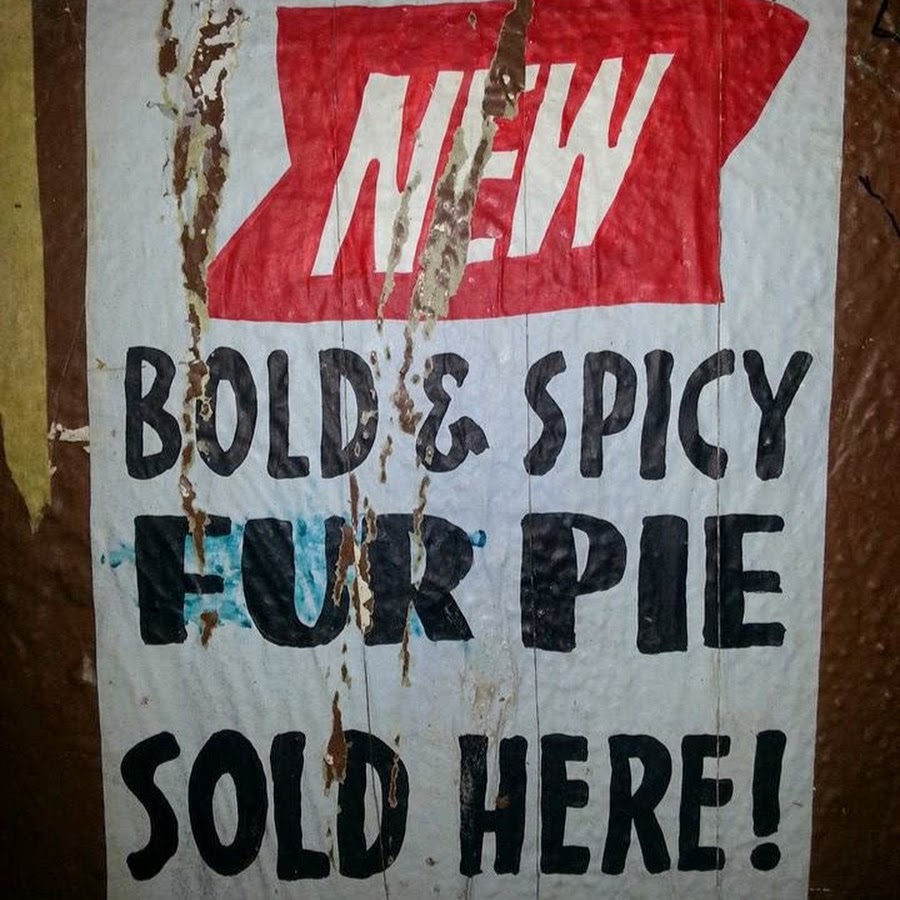 NEW
BOLD & SPICY
FUR PIE
SOLD HERE!